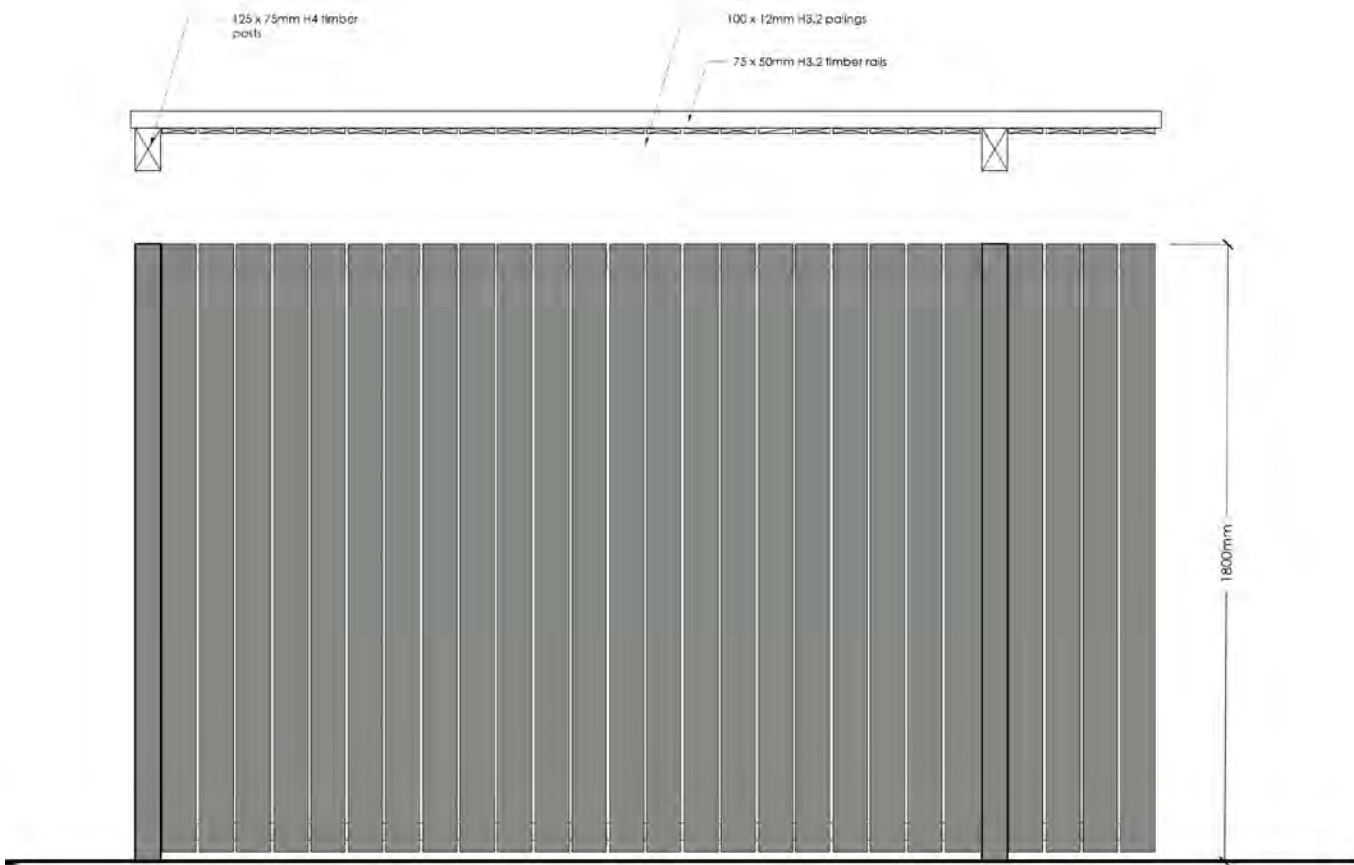 125 x 75mm H4 timber
posts
100 x 12mm H3.2 palings
75 x 50mm H3.2 timber rails
1800mm